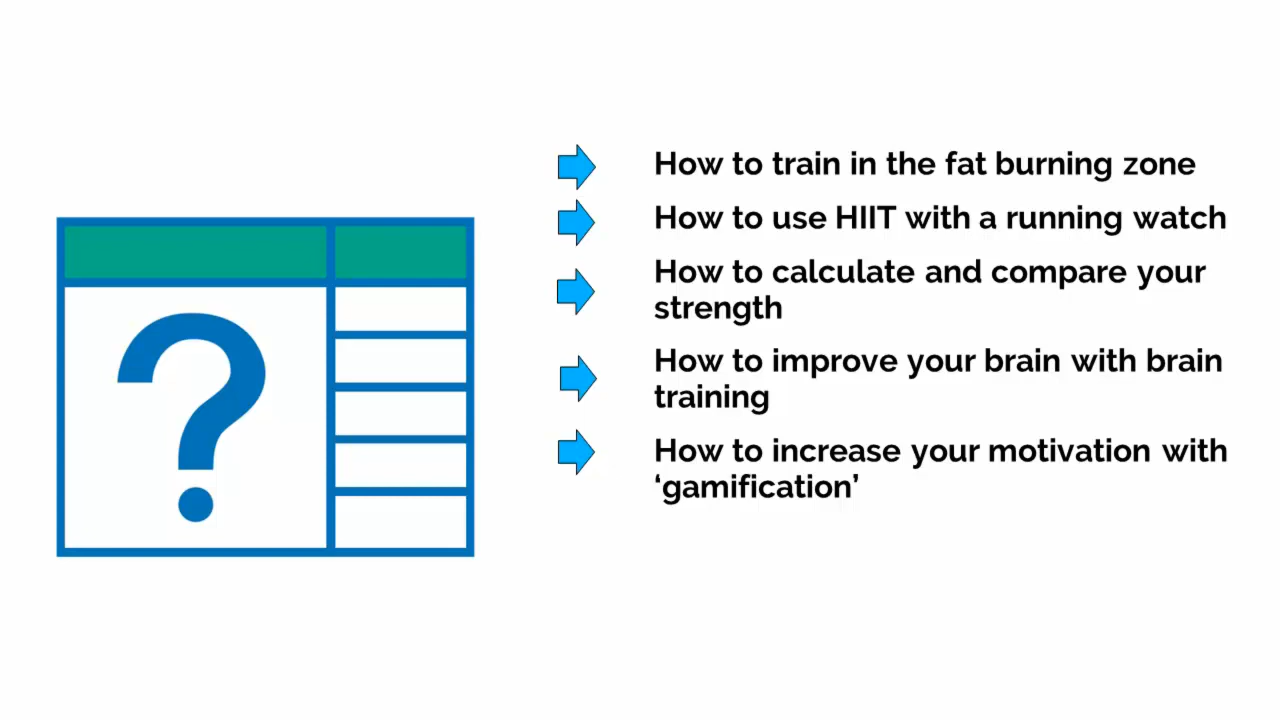 How to train in the fat burning zone
How to use HIIT with a running watch
How to calculate and compare your
strength
How to improve your brain with brain
training
How to increase your motivation with
‘gamification’